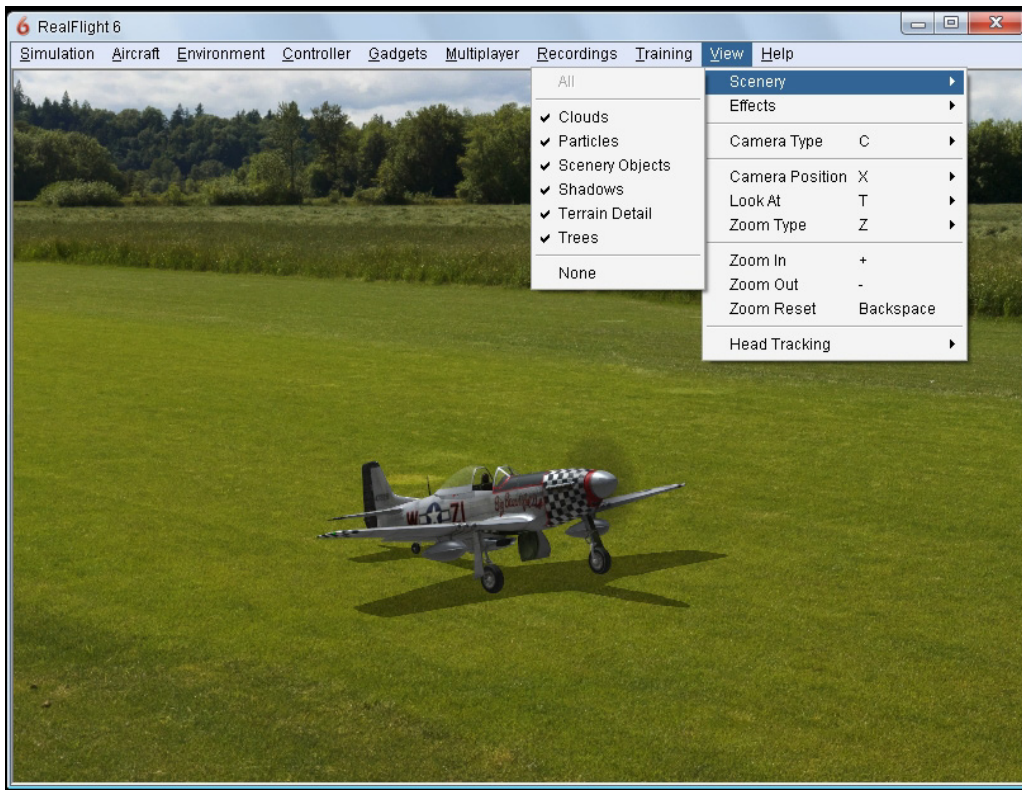 RealFlight 6
Simulation Aircraft Environment Controller Gadgets Multiplayer Recordings Training View Help
All
Clouds
Particles
Scenery Objects
Shadows
Terrain Detail
Trees
None
Scenery
Effects
Camera Type C
Camera Position X
Look At T
Zoom Type Z
Zoom In +
Zoom Out -
Zoom Reset Backspace
Head Tracking
W ZI